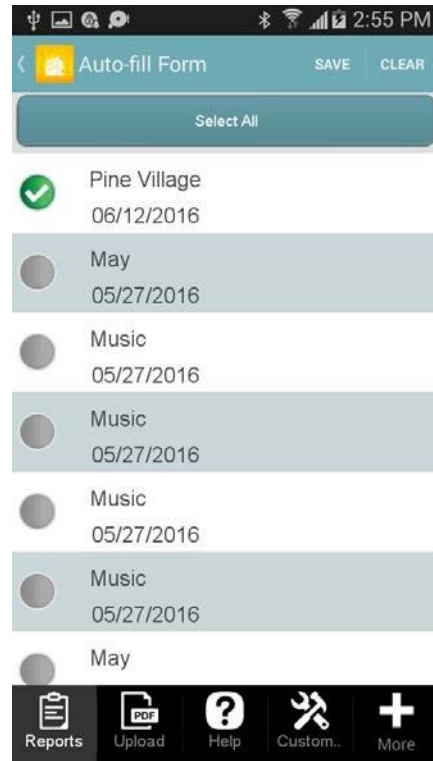 2:55 PM
Auto-fill Form SAVE CLEAR
Select All
Pine Village
06/12/2016
May
05/27/2016
Music
05/27/2016
Music
05/27/2016
Music
05/27/2016
Music
05/27/2016
May
PDF
Reports Upload Help Custom.. More